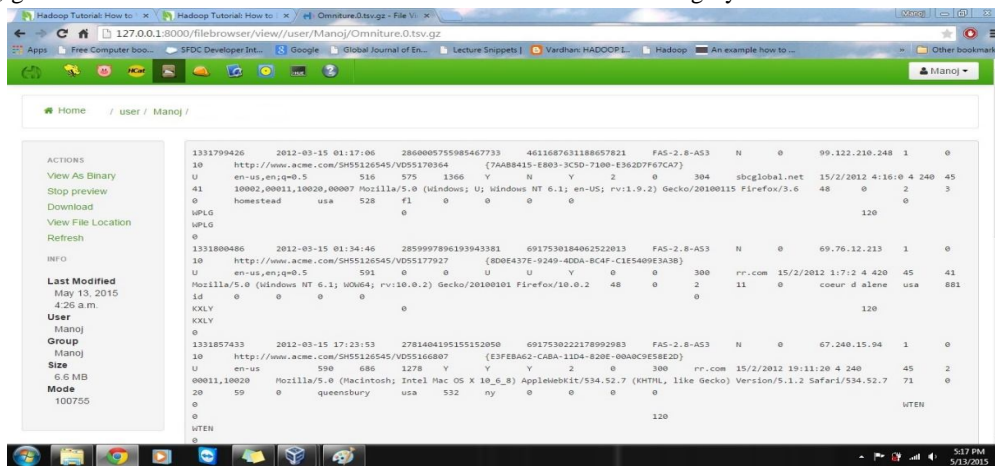 Hadoop Tutorial: How to
Hadoop Tutorial: How to
Omniture.0.tsv.gz - File Vi
Manoj
127.0.0.1:8000/filebrowser/view//user/Manoj/Omniture.0.tsv.gz
Apps Free Computer boo... SFDC Developer Int... Google Global Journal of En... Lecture Snippets | Vardhan: HADOOP I... Hadoop An example how to ... » Other bookmark
HCat Manoj
Home / user / Manoj /
ACTIONS
View As Binary
Stop preview
Download
View File Location
Refresh
INFO
Last Modified
May 13, 2015
4:26 a.m.
User
Manoj
Group
Manoj
Size
6.6 MB
Mode
100755
1331799426 2012-03-15 01:17:06 2860005755985467733 4611687631188657821 FAS-2.8-AS3 N 0 99.122.210.248 1 0
10 http://www.acme.com/SH55126545/VD55170364 {7AAB8415-E803-3C5D-7100-E362D7F67CA7}
U en-us,en;q=0.5 516 575 1366 Y N Y 2 0 304 sbcglobal.net 15/2/2012 4:16:0 4 240 45
41 10002,00011,10020,00007 Mozilla/5.0 (Windows; U; Windows NT 6.1; en-US; rv:1.9.2) Gecko/20100115 Firefox/3.6 48 0 2 3
0 homestead usa 528 fl 0 0 0 0 0
WPLG 0 120
WPLG
0
1331800486 2012-03-15 01:34:46 2859997896193943381 6917530184062522013 FAS-2.8-AS3 N 0 69.76.12.213 1 0
10 http://www.acme.com/SH55126545/VD55177927 {8D0E437E-9249-4DDA-BC4F-C1E5409E3A3B}
U en-us,en;q=0.5 591 0 0 U U Y 0 0 300 rr.com 15/2/2012 1:7:2 4 420 45 41
Mozilla/5.0 (Windows NT 6.1; WOW64; rv:10.0.2) Gecko/20100101 Firefox/10.0.2 48 0 2 11 0 coeur d alene usa 881
id 0 0 0 0 0
KXLY 0 120
KXLY
0
1331857433 2012-03-15 17:23:53 2781404195155152050 6917530222178992983 FAS-2.8-AS3 N 0 67.240.15.94 1 0
10 http://www.acme.com/SH55126545/VD55166807 {E3FEBA62-CABA-11D4-820E-00A0C9E58E2D}
U en-us 590 686 1278 Y Y Y 2 0 300 rr.com 15/2/2012 19:11:20 4 240 45 2
00011,10020 Mozilla/5.0 (Macintosh; Intel Mac OS X 10_6_8) AppleWebKit/534.52.7 (KHTML, like Gecko) Version/5.1.2 Safari/534.52.7 71 0
20 59 0 queensbury usa 532 ny 0 0 0 0
0 WTEN
0 120
WTEN
0
5:17 PM
5/13/2015